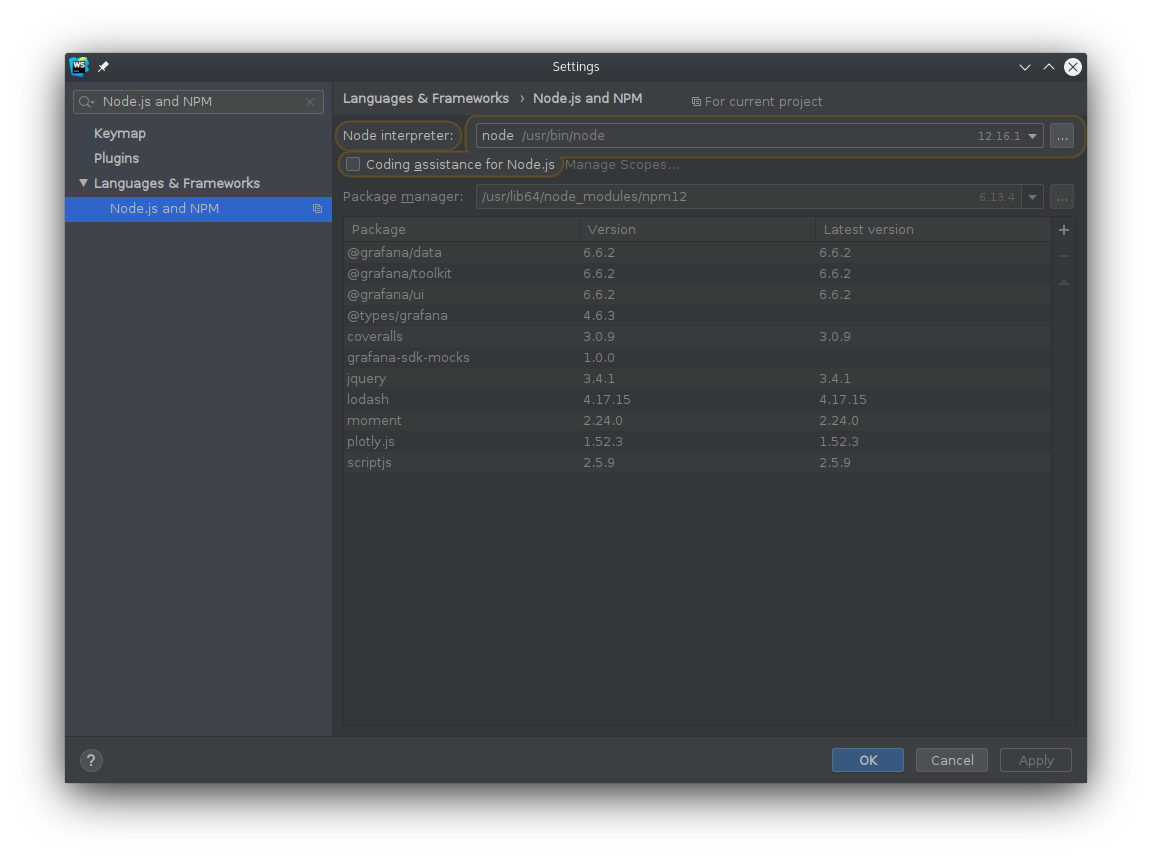 WS
Settings
Node.js and NPM
Keymap
Plugins
Languages & Frameworks
Node.js and NPM
Languages & Frameworks › Node.js and NPM For current project
Node interpreter: node /usr/bin/node 12.16.1 ...
Coding assistance for Node.js Manage Scopes...
Package manager: /usr/lib64/node_modules/npm12 6.13.4 ...
Package Version Latest version
@grafana/data 6.6.2 6.6.2
@grafana/toolkit 6.6.2 6.6.2
@grafana/ui 6.6.2 6.6.2
@types/grafana 4.6.3
coveralls 3.0.9 3.0.9
grafana-sdk-mocks 1.0.0
jquery 3.4.1 3.4.1
lodash 4.17.15 4.17.15
moment 2.24.0 2.24.0
plotly.js 1.52.3 1.52.3
scriptjs 2.5.9 2.5.9
? OK Cancel Apply